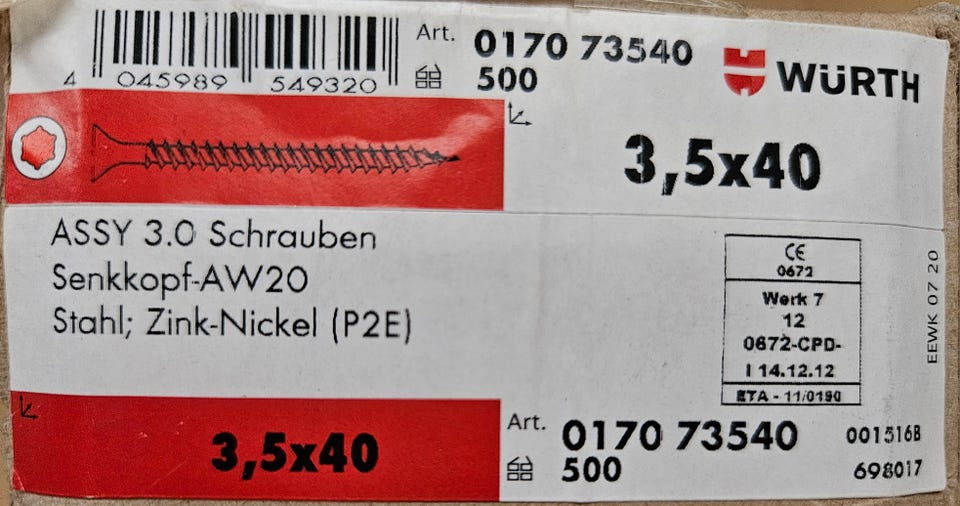 Art. 0170 73540
500
4 045989 549320
WÜRTH
3,5x40
ASSY 3.0 Schrauben
Senkkopf-AW20
Stahl; Zink-Nickel (P2E)
CE
0672
Werk 7
12
0672-CPD-
I 14.12.12
ETA - 11/0190
EEWK 07 20
3,5x40
Art. 0170 73540
500
001516B
698017